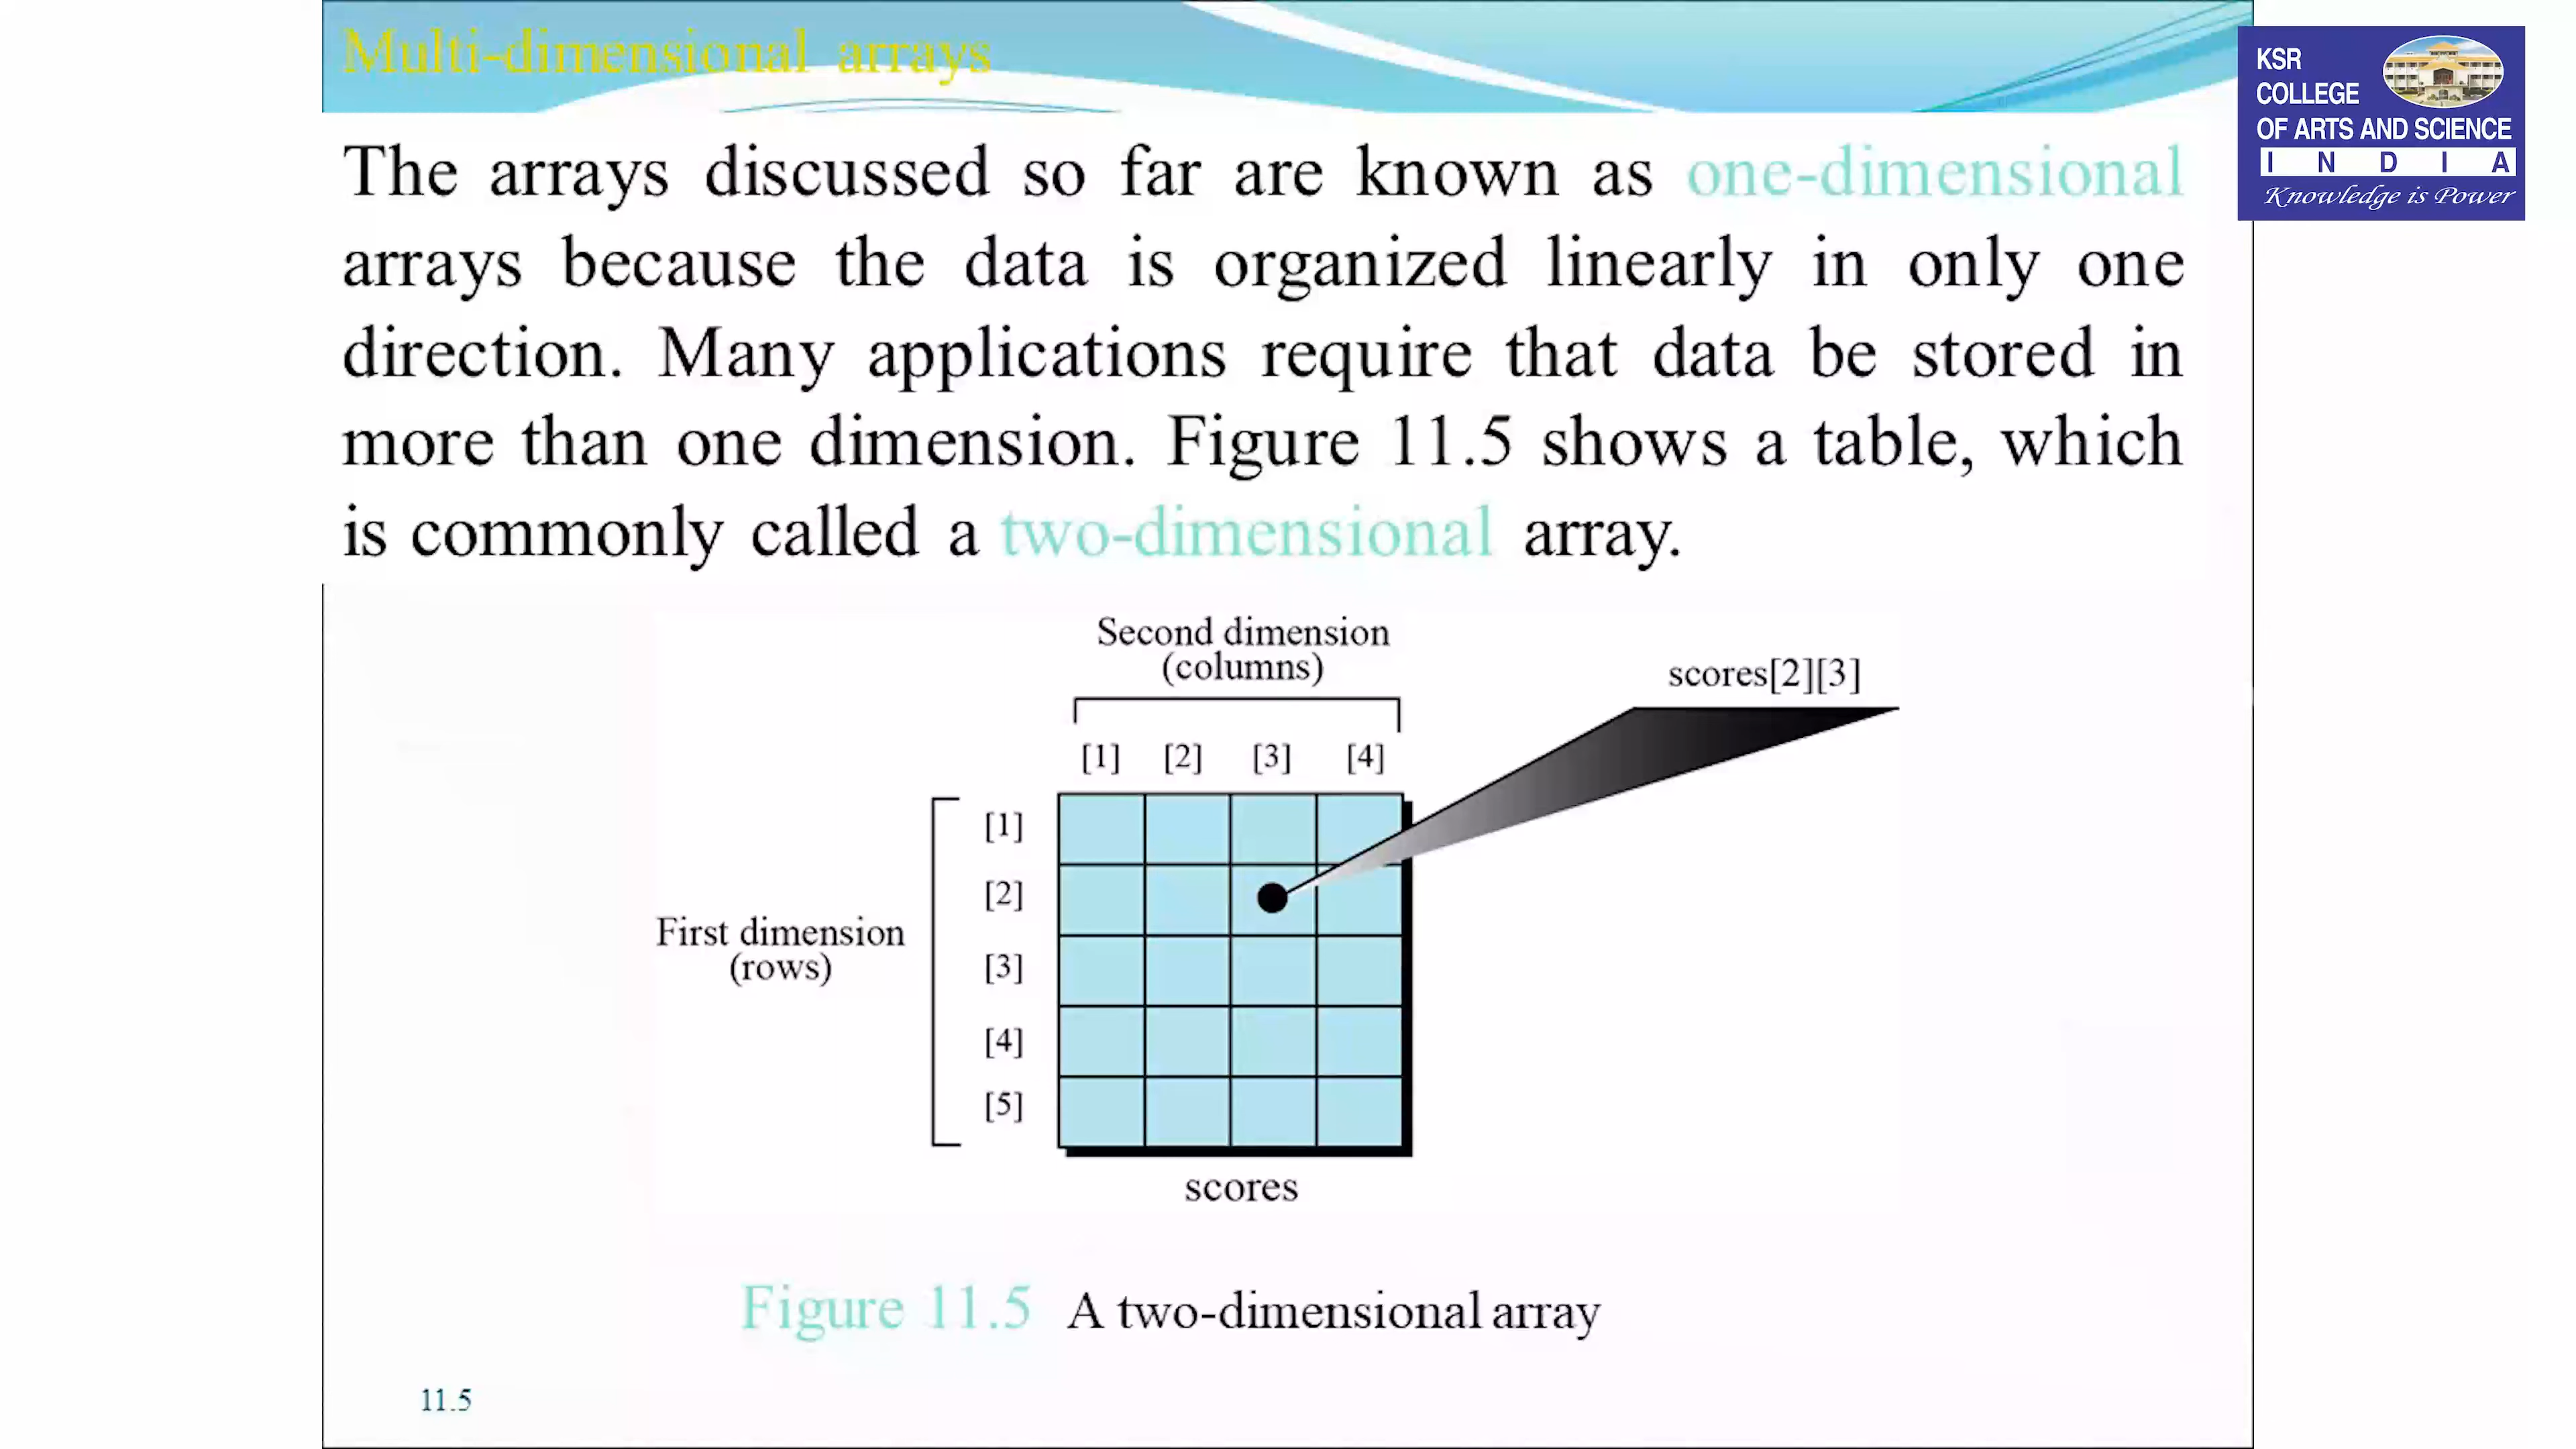 Multi-dimensional arrays
KSR
COLLEGE
OF ARTS AND SCIENCE
I N D I A
Knowledge is Power
The arrays discussed so far are known as one-dimensional
arrays because the data is organized linearly in only one
direction. Many applications require that data be stored in
more than one dimension. Figure 11.5 shows a table, which
is commonly called a two-dimensional array.
Second dimension
(columns)
scores[2][3]
[1] [2] [3] [4]
[1]
[2]
First dimension
(rows)
[3]
[4]
[5]
scores
Figure 11.5 A two-dimensional array
11.5